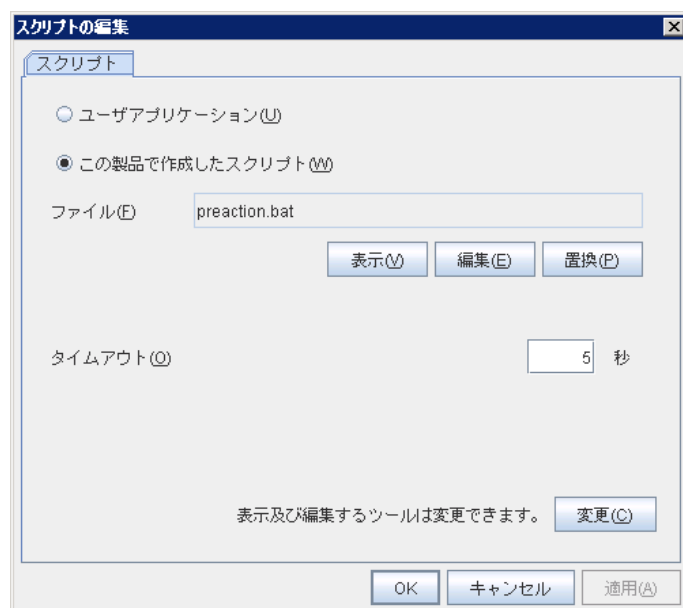 スクリプトの編集
スクリプト
ユーザアプリケーション(U)
この製品で作成したスクリプト(W)
ファイル(F) preaction.bat
表示(V) 編集(E) 置換(P)
タイムアウト(O) 5 秒
表示及び編集するツールは変更できます。 変更(C)
OK キャンセル 適用(A)